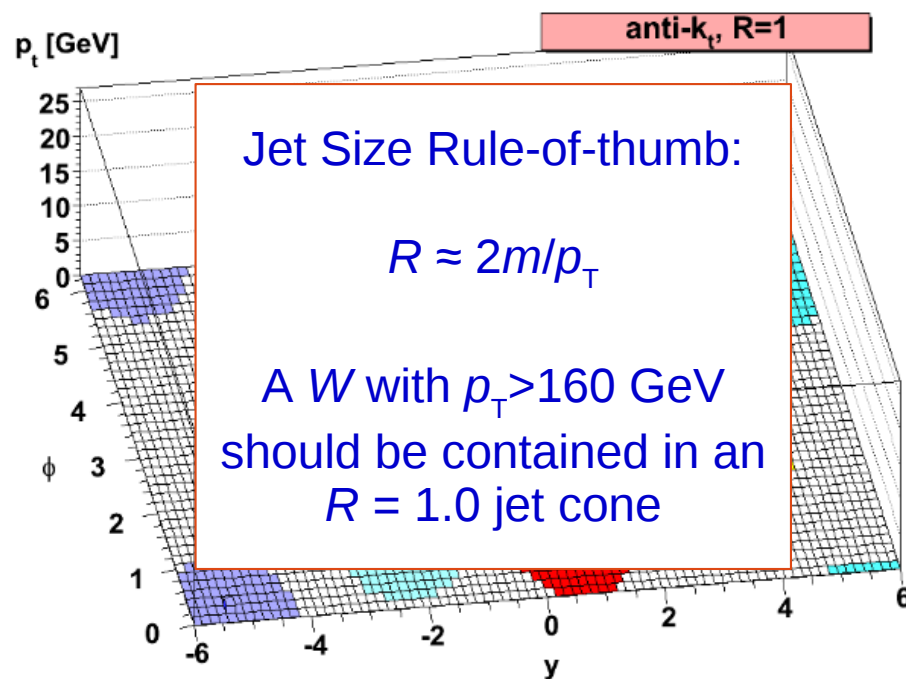 anti-kt, R=1
pt [GeV]
25
20
15
10
5
0
Jet Size Rule-of-thumb:
R ≈ 2m/pT
A W with pT>160 GeV
should be contained in an
R = 1.0 jet cone
6
5
4
ϕ 3
2
1
0
-6 -4 -2 0 2 4 6
y